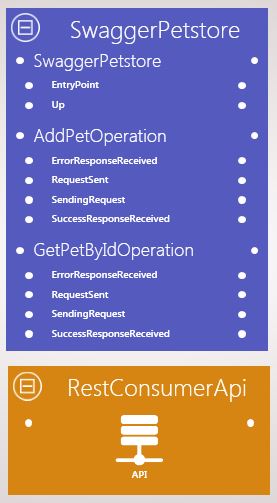 SwaggerPetstore
SwaggerPetstore
EntryPoint
Up
AddPetOperation
ErrorResponseReceived
RequestSent
SendingRequest
SuccessResponseReceived
GetPetByIdOperation
ErrorResponseReceived
RequestSent
SendingRequest
SuccessResponseReceived
RestConsumerApi
API